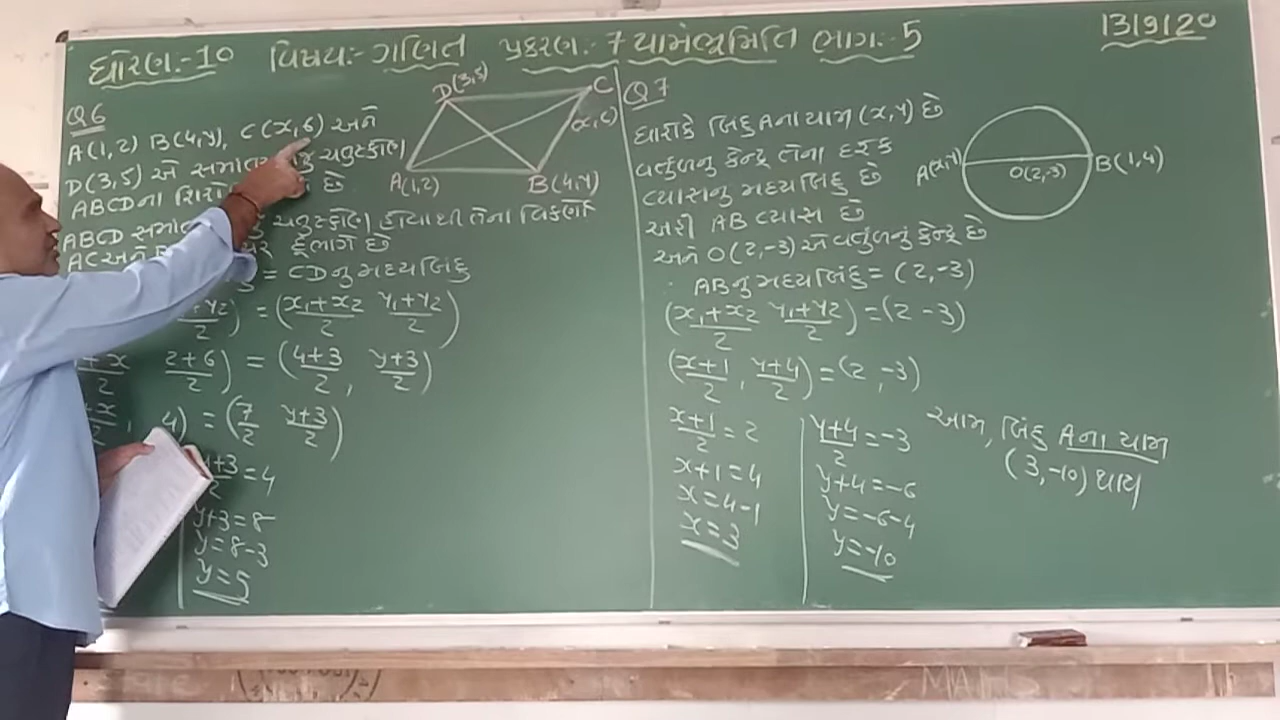 ધોરણ:-10 વિષય:- ગણિત પ્રકરણ:- 7 યામભૂમિતિ ભાગ:- 5
13/9/20
Q6
A(1,2) B(4,y), C(x,6) અને
D(3,5) એ સમાંતર ચતુષ્કોણ
ABCDના છે
ABCD ચતુષ્કોણ હોવાથી તેના વિકર્ણો
AC અને દૂભાગે છે
= CDનુ મધ્યબિંદુ
+y2/2) = (x1+x2/2 y1+y2/2)
+x/2 2+6/2) = (4+3/2, y+3/2)
+x/2, 4) = (7/2 y+3/2)
y+3/2=4
y+3=8
y=8-3
y=5
D(3,5)
C
(x,6)
A(1,2)
B(4,y)
Q7
ધારોકે બિંદુ Aના યામ (x,y) છે
વર્તુળનુ કેન્દ્ર તેના દરેક
વ્યાસનુ મધ્યબિંદુ છે
અહી AB વ્યાસ છે
અને O(2,-3) એ વર્તુળનું કેન્દ્ર છે
ABનુ મધ્યબિંદુ = (2,-3)
(x1+x2/2 y1+y2/2)=(2 -3)
(x+1/2, y+4/2)=(2,-3)
x+1/2=2
x+1=4
x=4-1
x=3
y+4/2=-3
y+4=-6
y=-6-4
y=-10
A(x,y)
O(2,-3)
B(1,4)
આમ, બિંદુ Aના યામ
(3,-10) થાય